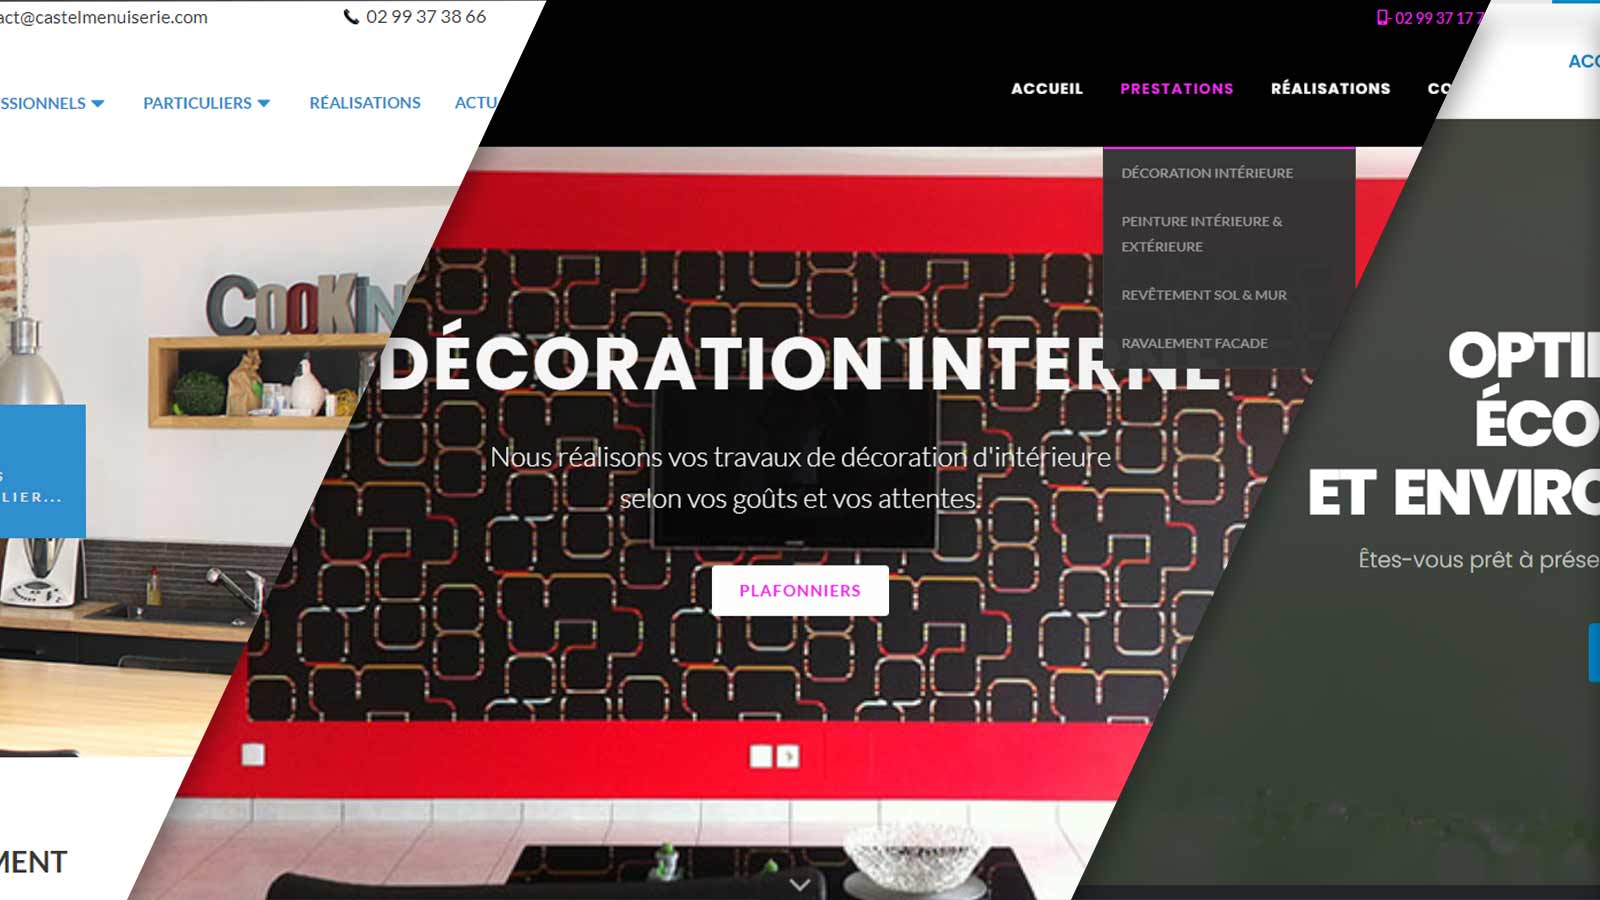 act@castelmenuiserie.com
02 99 37 38 66
SSIONNELS
PARTICULIERS
RÉALISATIONS
ACTU
COOKIN
S
LIER...
MENT
02 99 37 17 7
ACCUEIL
PRESTATIONS
RÉALISATIONS
CO
DÉCORATION INTÉRIEURE
PEINTURE INTÉRIEURE &
EXTÉRIEURE
REVÊTEMENT SOL & MUR
RAVALEMENT FACADE
DÉCORATION INTERNE
Nous réalisons vos travaux de décoration d'intérieure
selon vos goûts et vos attentes.
PLAFONNIERS
ACC
OPTI
ÉCO
ET ENVIRO
Êtes-vous prêt à prése